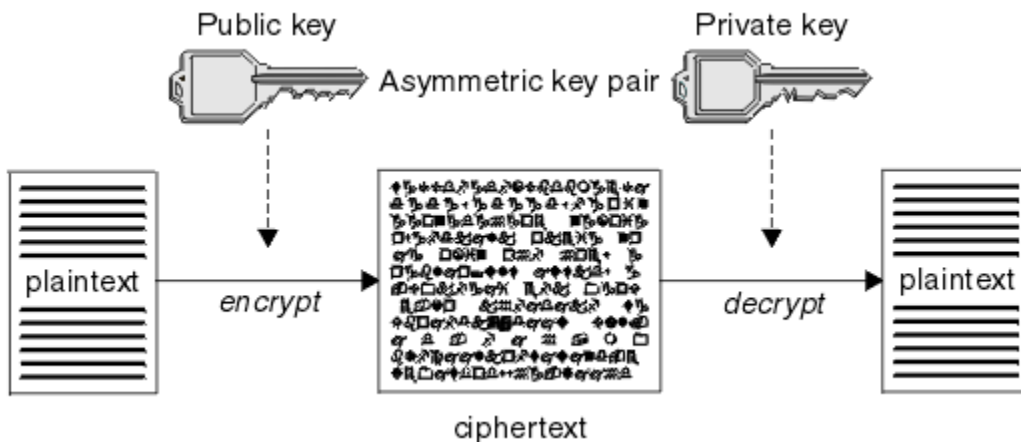 Public key
Private key
Asymmetric key pair
plaintext
encrypt
decrypt
plaintext
ciphertext